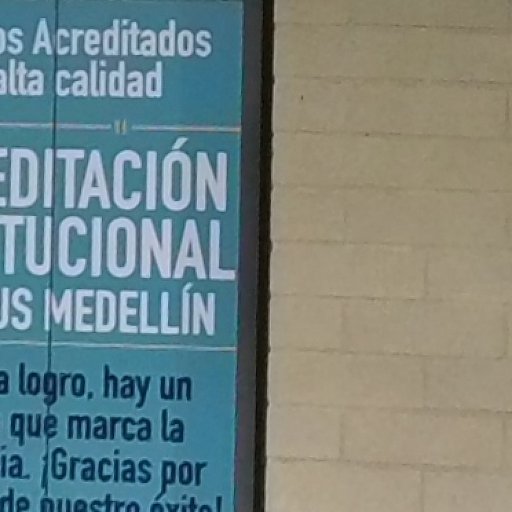 os Acreditados
alta calidad
EDITACIÓN
TUCIONAL
US MEDELLÍN
a logro, hay un
que marca la
ia. ¡Gracias por
de nuestro éxito!